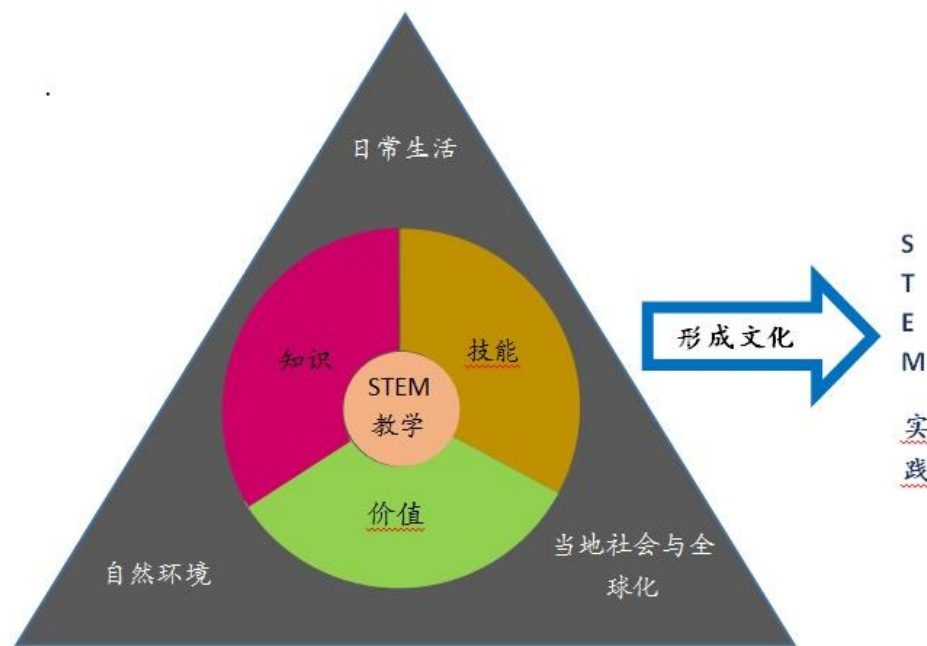 日常生活
知识
技能
STEM
教学
价值
自然环境
当地社会与全
球化
形成文化
S
T
E
M
实
践